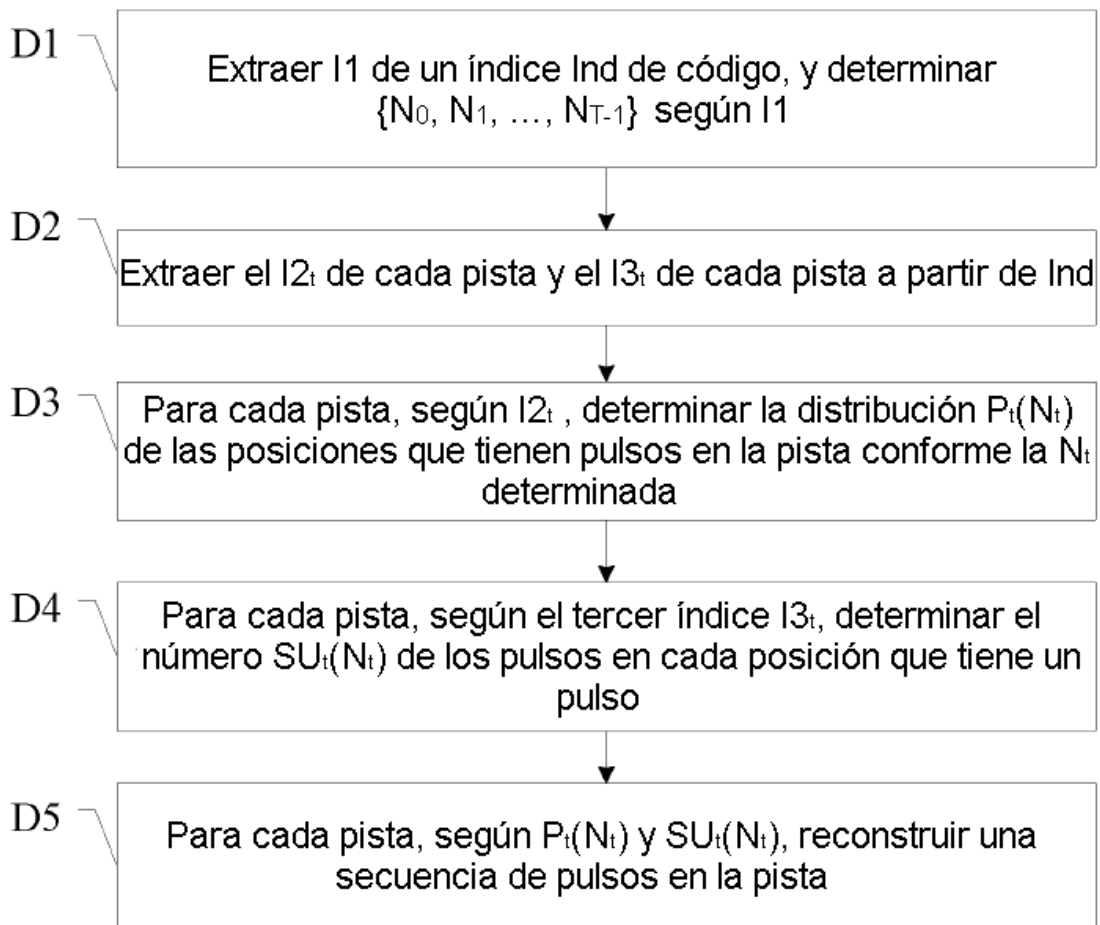 D1
Extraer I1 de un índice Ind de código, y determinar
{N₀, N₁, ..., N_T-1} según I1
D2
Extraer el I2ₜ de cada pista y el I3ₜ de cada pista a partir de Ind
D3
Para cada pista, según I2ₜ , determinar la distribución Pₜ(Nₜ)
de las posiciones que tienen pulsos en la pista conforme la Nₜ
determinada
D4
Para cada pista, según el tercer índice I3ₜ, determinar el
número SUₜ(Nₜ) de los pulsos en cada posición que tiene un
pulso
D5
Para cada pista, según Pₜ(Nₜ) y SUₜ(Nₜ), reconstruir una
secuencia de pulsos en la pista